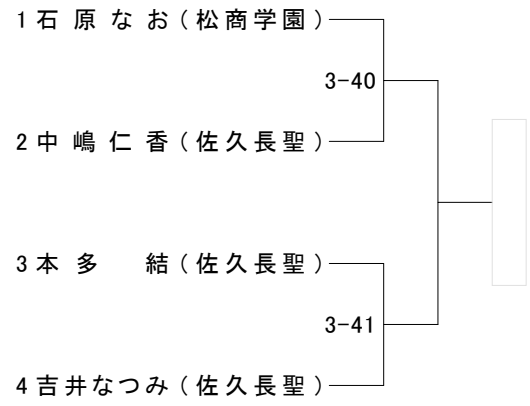 1 石原なお(松商学園)
3-40
2 中嶋仁香(佐久長聖)
3 本多 結(佐久長聖)
3-41
4 吉井なつみ(佐久長聖)